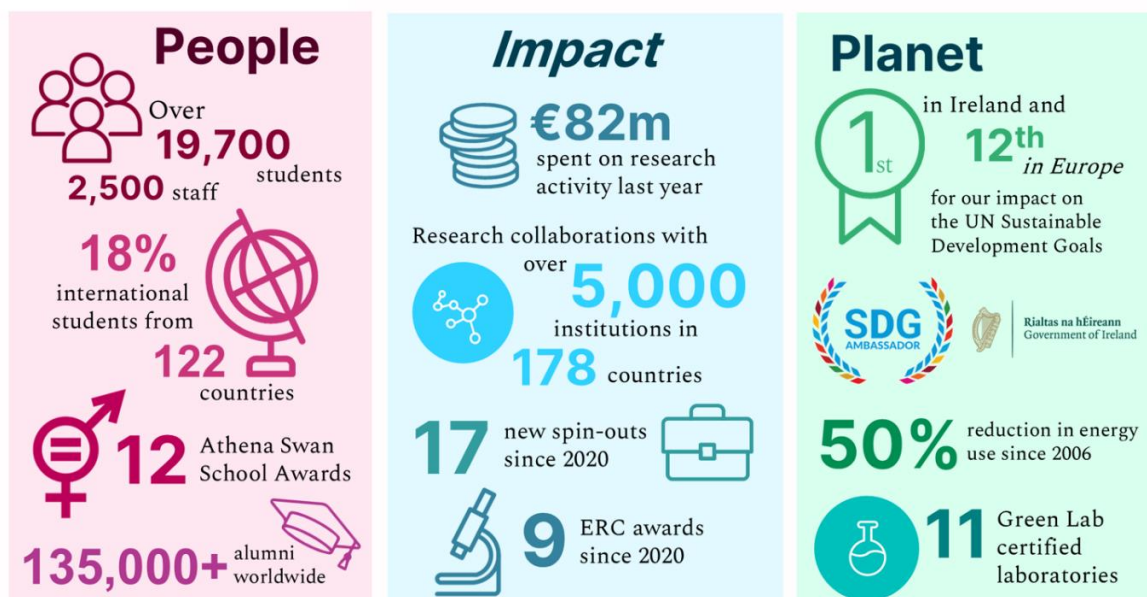 People
Over
19,700
students
2,500 staff
18%
international
students from
122
countries
12
Athena Swan
School Awards
135,000+
alumni
worldwide
Impact
€82m
spent on research
activity last year
Research collaborations with
over
5,000
institutions in
178 countries
17
new spin-outs
since 2020
9
ERC awards
since 2020
Planet
1st
in Ireland and
12th
in Europe
for our impact on
the UN Sustainable
Development Goals
SDG
AMBASSADOR
Rialtas na hÉireann
Government of Ireland
50%
reduction in energy
use since 2006
11
Green Lab
certified
laboratories